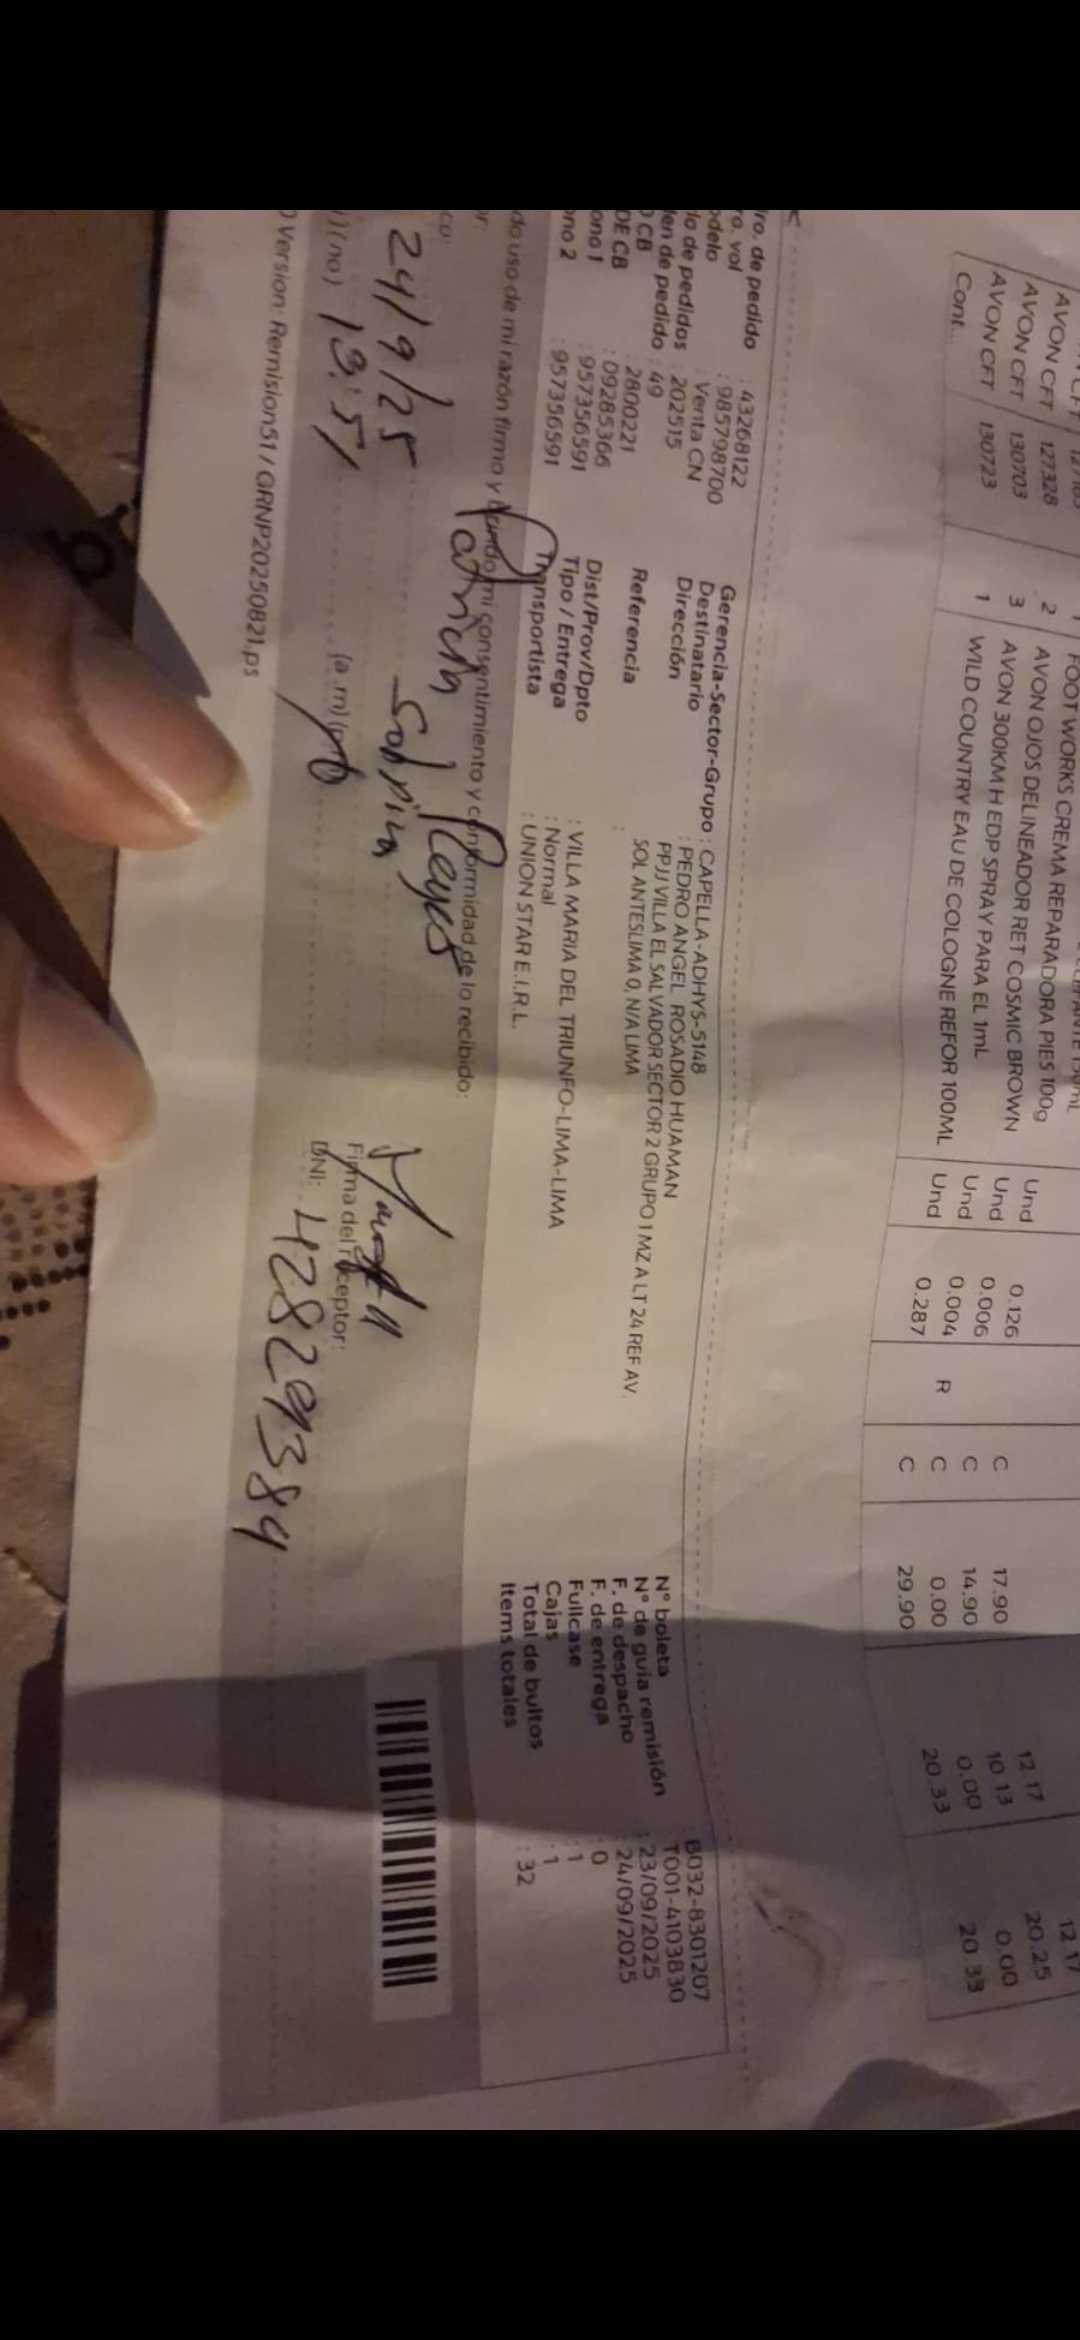 AVON CFT 127328 2 AVON OJOS DELINEADOR RET COSMIC BROWN Und 0.006 C 14.90 10.13 20.25
FOOT WORKS CREMA REPARADORA PIES 100g Und 0.126 C 17.90 12.17 12.17
AVON CFT 130703 3 AVON 300KM H EDP SPRAY PARA EL 1mL Und 0.004 R C 0.00 0.00 0.00
AVON CFT 130723 1 WILD COUNTRY EAU DE COLOGNE REFOR 100ML Und 0.287 C 29.90 20.33 20.33
Cont...
ro. de pedido : 43268122
ro. vol : 985798700
odelo : Venta CN
lo de pedidos : 202515
en de pedido : 49
CB : 2800221
DE CB : 09285366
ono 1 : 957356591
ono 2 : 957356591
Gerencia-Sector-Grupo : CAPELLA-ADHYS-5148
Destinatario : PEDRO ANGEL ROSADIO HUAMAN
Dirección : PPJJ VILLA EL SALVADOR SECTOR 2 GRUPO 1 MZ A LT 24 REF AV.
SOL ANTESLIMA 0, N/A LIMA
Referencia :
Dist/Prov/Dpto : VILLA MARIA DEL TRIUNFO-LIMA-LIMA
Tipo / Entrega : Normal
Transportista : UNION STAR E.I.R.L.
Nº boleta : B032-8301207
Nº de guía remisión : T001-4103830
F. de despacho : 23/09/2025
F. de entrega : 24/09/2025
Fullcase : 0
Cajas : 1
Total de bultos : 1
Items totales : 32
do uso de mi razón firmo y brindo mi consentimiento y conformidad de lo recibido:
Reyes
24/9/25 Sobrina
(no) 13:51 (a.m)
Firma del receptor:
DNI: 42829384
Version: Remision51 / GRNP20250821.ps